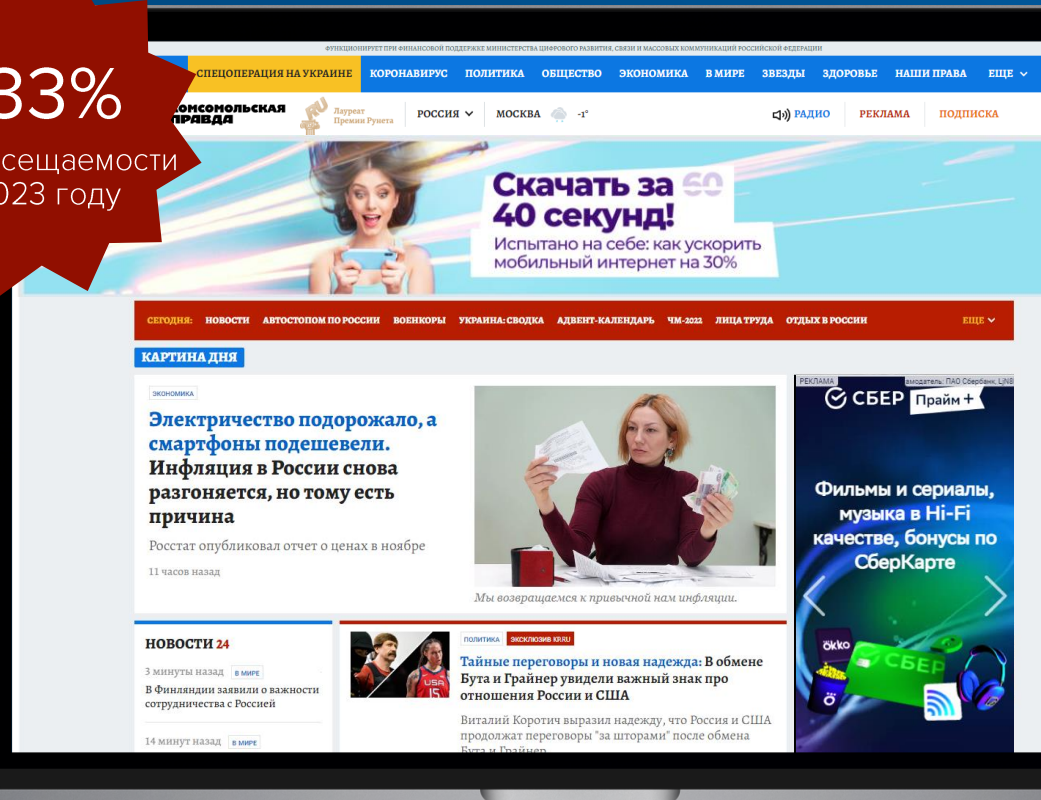 ФУНКЦИОНИРУЕТ ПРИ ФИНАНСОВОЙ ПОДДЕРЖКЕ МИНИСТЕРСТВА ЦИФРОВОГО РАЗВИТИЯ, СВЯЗИ И МАССОВЫХ КОММУНИКАЦИЙ РОССИЙСКОЙ ФЕДЕРАЦИИ
СПЕЦОПЕРАЦИЯ НА УКРАИНЕ КОРОНАВИРУС ПОЛИТИКА ОБЩЕСТВО ЭКОНОМИКА В МИРЕ ЗВЕЗДЫ ЗДОРОВЬЕ НАШИ ПРАВА ЕЩЕ
33%
сещаемости
023 году
ОМСОМОЛЬСКАЯ
ПРАВДА
RU
Лауреат
Премии Рунета
РОССИЯ МОСКВА -1° РАДИО РЕКЛАМА ПОДПИСКА
Скачать за 60
40 секунд!
Испытано на себе: как ускорить
мобильный интернет на 30%
СЕГОДНЯ: НОВОСТИ АВТОСТОПОМ ПО РОССИИ ВОЕНКОРЫ УКРАИНА: СВОДКА АДВЕНТ-КАЛЕНДАРЬ ЧМ-2022 ЛИЦА ТРУДА ОТДЫХ В РОССИИ ЕЩЕ
КАРТИНА ДНЯ
ЭКОНОМИКА
Электричество подорожало, а
смартфоны подешевели.
Инфляция в России снова
разгоняется, но тому есть
причина
Росстат опубликовал отчет о ценах в ноябре
11 часов назад
Мы возвращаемся к привычной нам инфляции.
НОВОСТИ 24
3 минуты назад В МИРЕ
В Финляндии заявили о важности
сотрудничества с Россией
14 минут назад В МИРЕ
USA
15
ПОЛИТИКА ЭКСКЛЮЗИВ KP.RU
Тайные переговоры и новая надежда: В обмене
Бута и Грайнер увидели важный знак про
отношения России и США
Виталий Коротич выразил надежду, что Россия и США
продолжат переговоры "за шторами" после обмена
Бута и Грайнер
РЕКЛАМА
амодатель: ПАО Сбербанк,
СБЕР Прайм+
Фильмы и сериалы,
музыка в Hi-Fi
качестве, бонусы по
СберКарте
okko
СБЕР